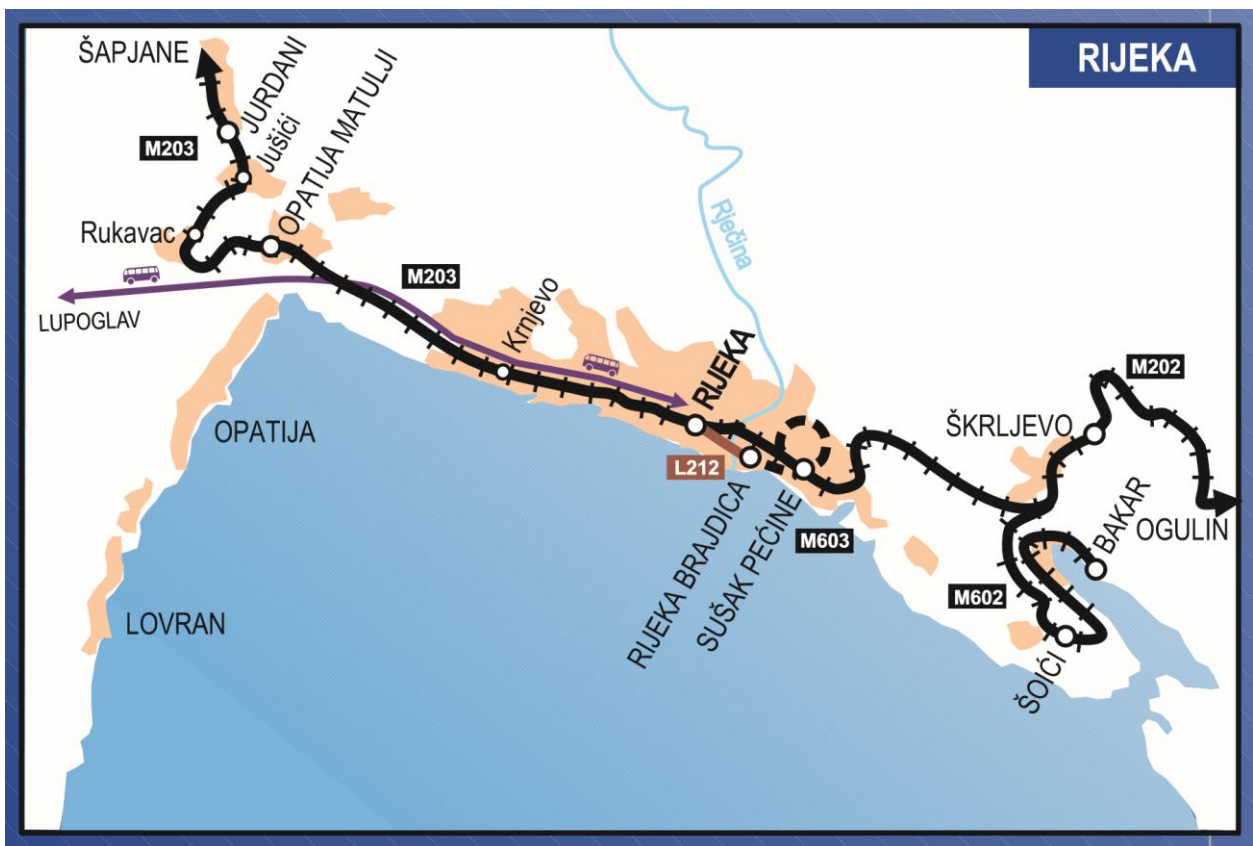 RIJEKA
ŠAPJANE
JURDANI
M203
Jušići
OPATIJA MATULJI
Rukavac
Rječina
M203
LUPOGLAV
Krnjevo
RIJEKA
M202
ŠKRLJEVO
OPATIJA
L212
BAKAR
OGULIN
RIJEKA BRAJDICA
SUŠAK PEĆINE
M603
M602
LOVRAN
ŠOIĆI